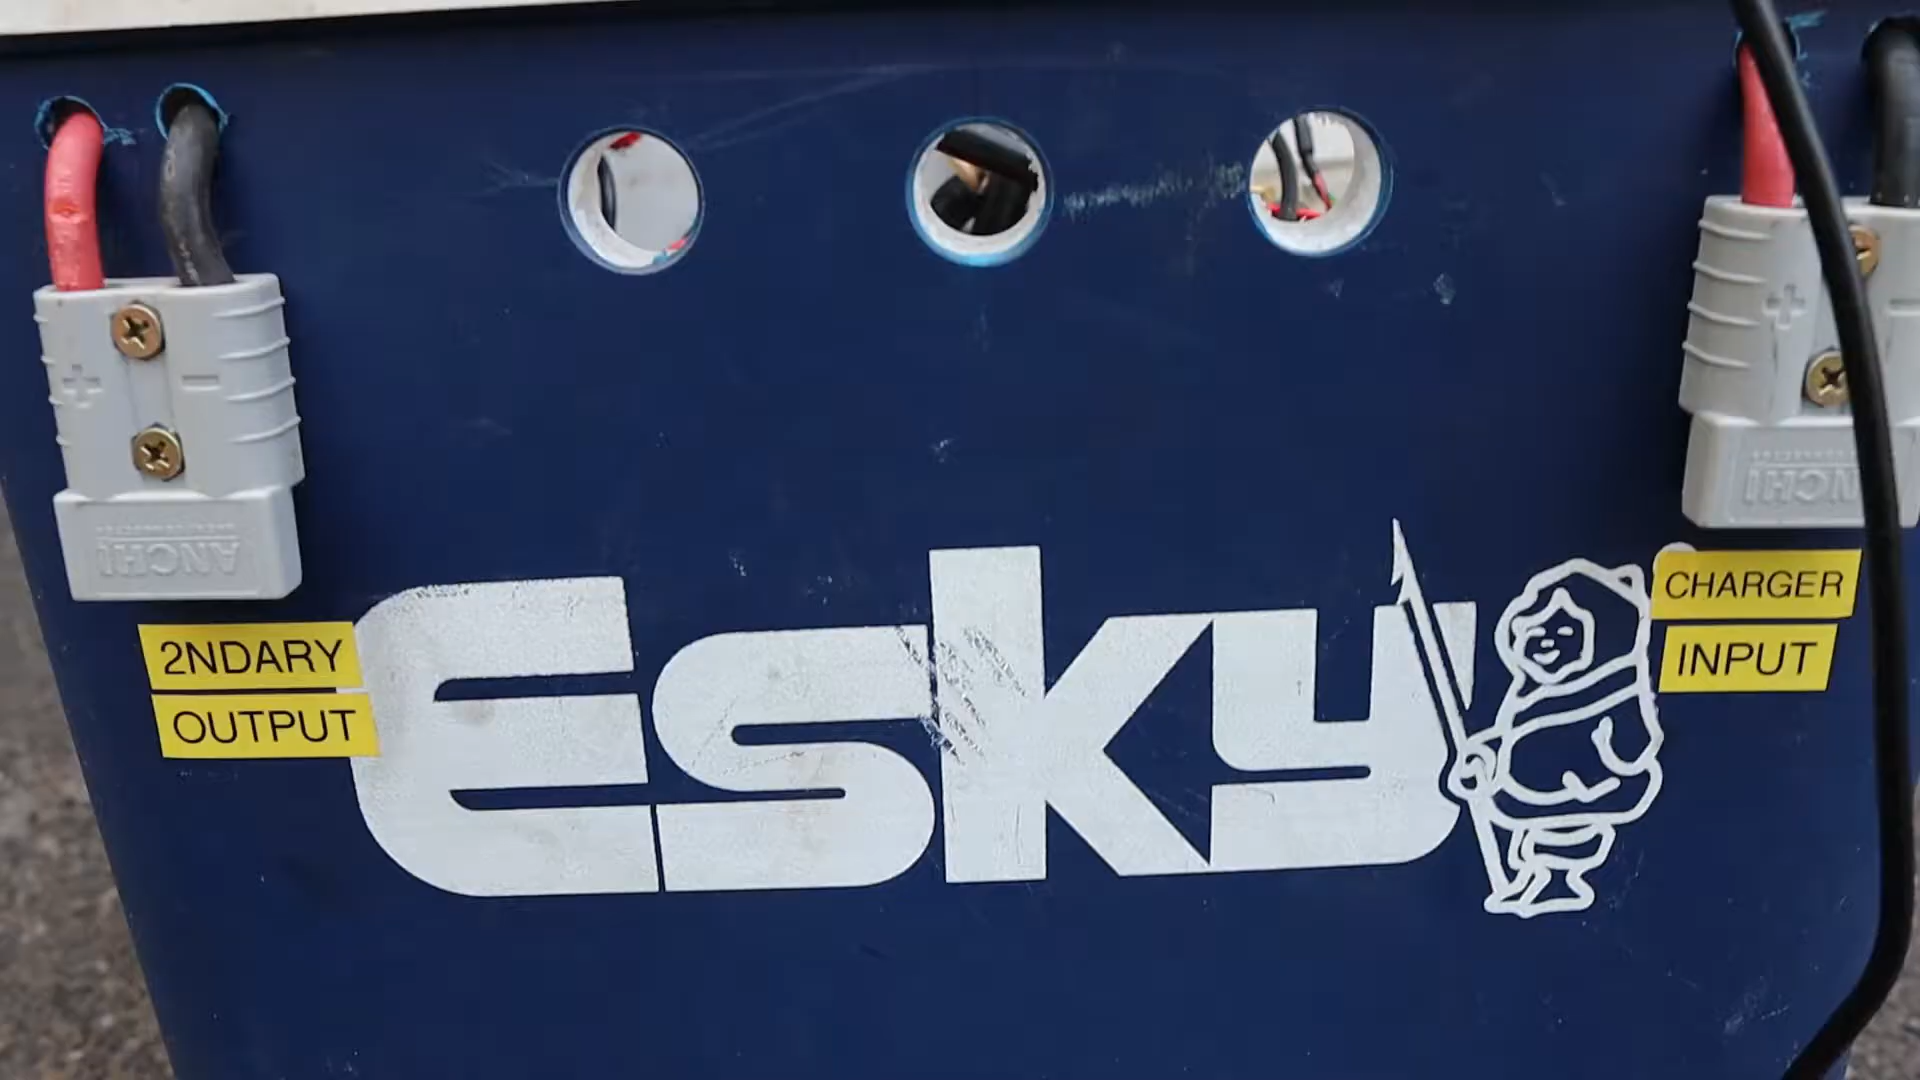 ANCHI
ANCHI
2NDARY
OUTPUT
Esky
CHARGER
INPUT